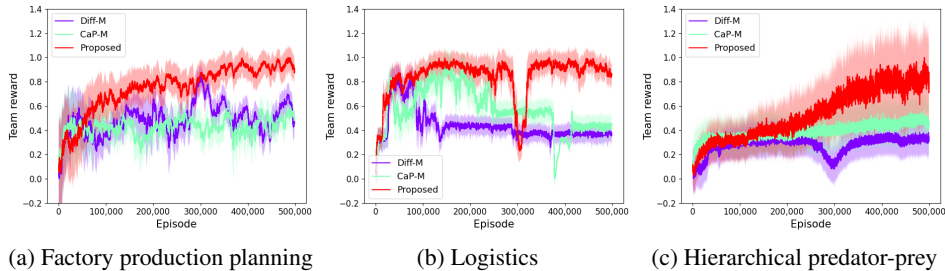 Diff-M
CaP-M
Proposed
Team reward
1.4
1.2
1.0
0.8
0.6
0.4
0.2
0.0
−0.2
0 100,000 200,000 300,000 400,000 500,000
Episode
(a) Factory production planning
Diff-M
CaP-M
Proposed
Team reward
1.4
1.2
1.0
0.8
0.6
0.4
0.2
0.0
−0.2
0 100,000 200,000 300,000 400,000 500,000
Episode
(b) Logistics
Diff-M
CaP-M
Proposed
Team reward
1.4
1.2
1.0
0.8
0.6
0.4
0.2
0.0
−0.2
0 100,000 200,000 300,000 400,000 500,000
Episode
(c) Hierarchical predator-prey